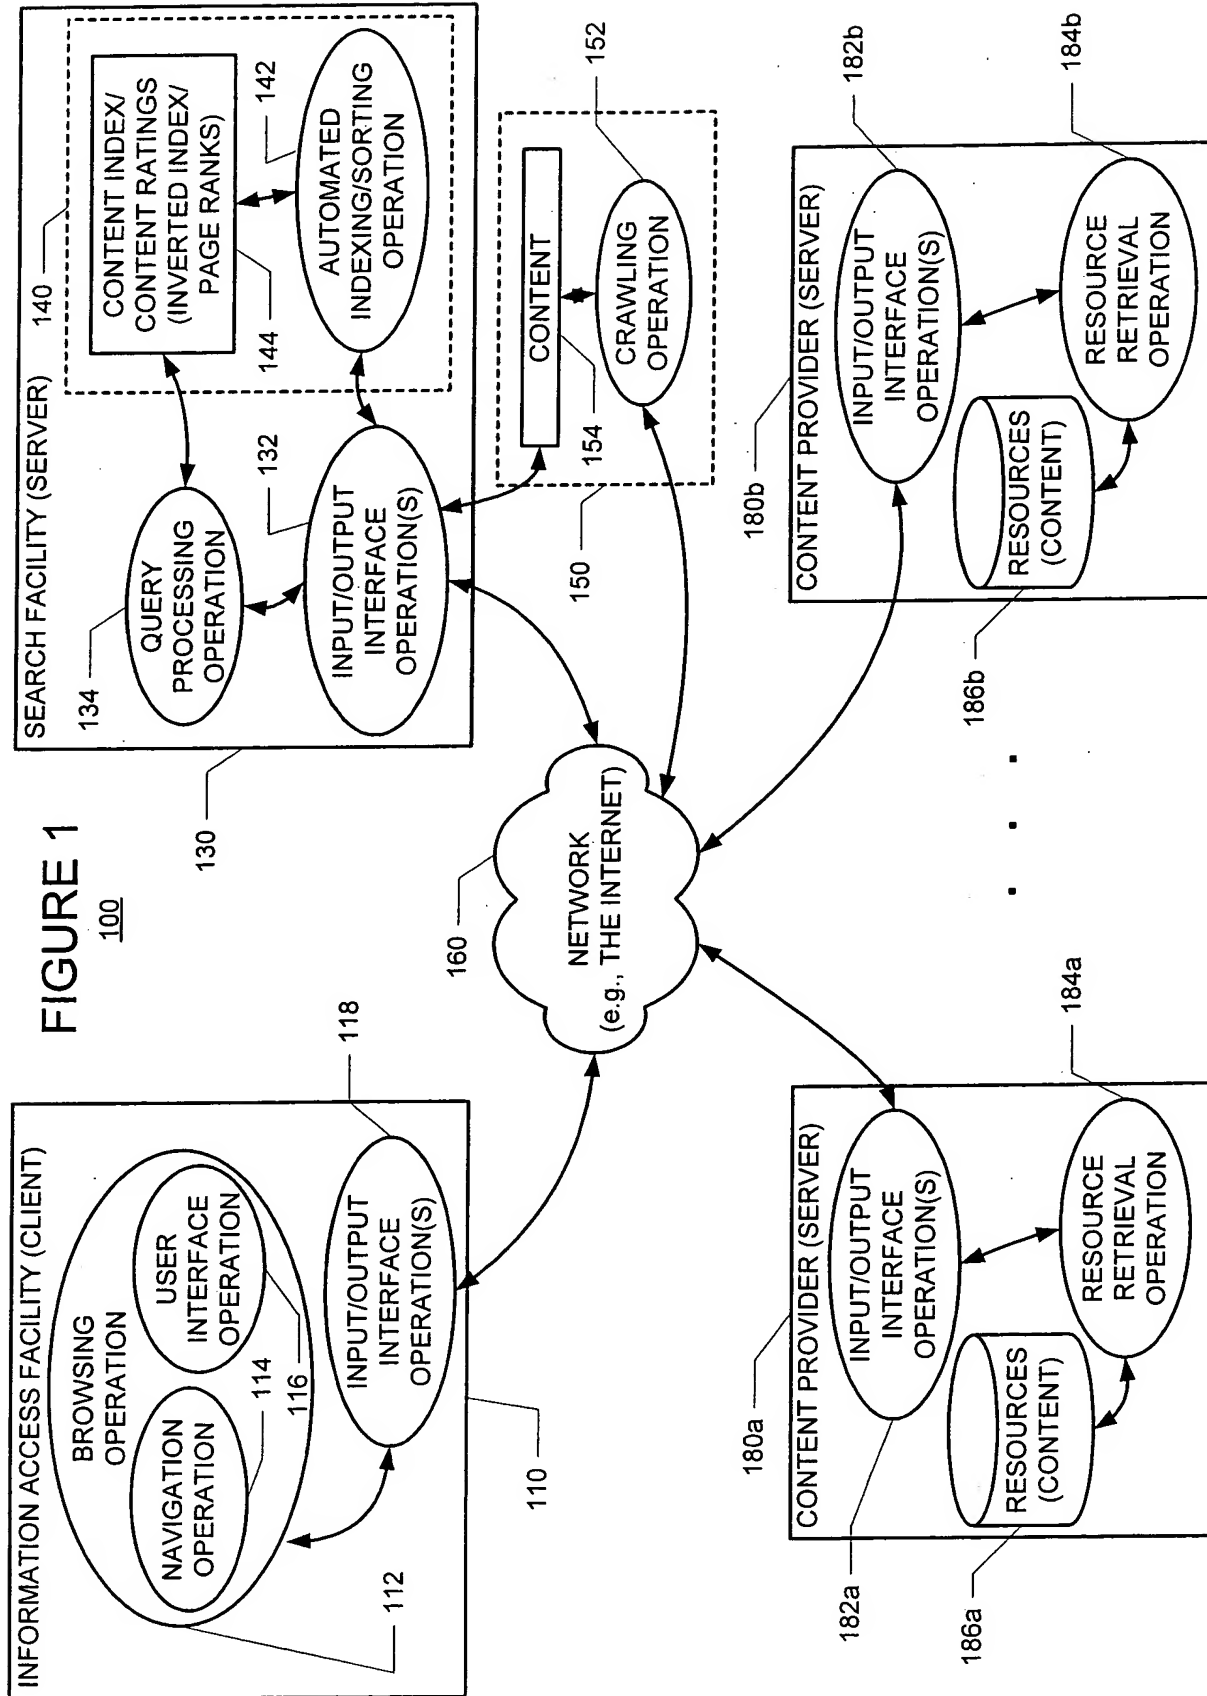 FIGURE 1
100
INFORMATION ACCESS FACILITY (CLIENT)
BROWSING
OPERATION
NAVIGATION
OPERATION
114
USER
INTERFACE
OPERATION
116
112
INPUT/OUTPUT
INTERFACE
OPERATION(S)
118
110
SEARCH FACILITY (SERVER)
134
QUERY
PROCESSING
OPERATION
132
INPUT/OUTPUT
INTERFACE
OPERATION(S)
130
140
CONTENT INDEX/
CONTENT RATINGS
(INVERTED INDEX/
PAGE RANKS)
144
142
AUTOMATED
INDEXING/SORTING
OPERATION
CONTENT
154
152
CRAWLING
OPERATION
150
160
NETWORK
(e.g., THE INTERNET)
180a
CONTENT PROVIDER (SERVER)
182a
INPUT/OUTPUT
INTERFACE
OPERATION(S)
186a
RESOURCES
(CONTENT)
184a
RESOURCE
RETRIEVAL
OPERATION
. . .
180b
CONTENT PROVIDER (SERVER)
182b
INPUT/OUTPUT
INTERFACE
OPERATION(S)
186b
RESOURCES
(CONTENT)
184b
RESOURCE
RETRIEVAL
OPERATION